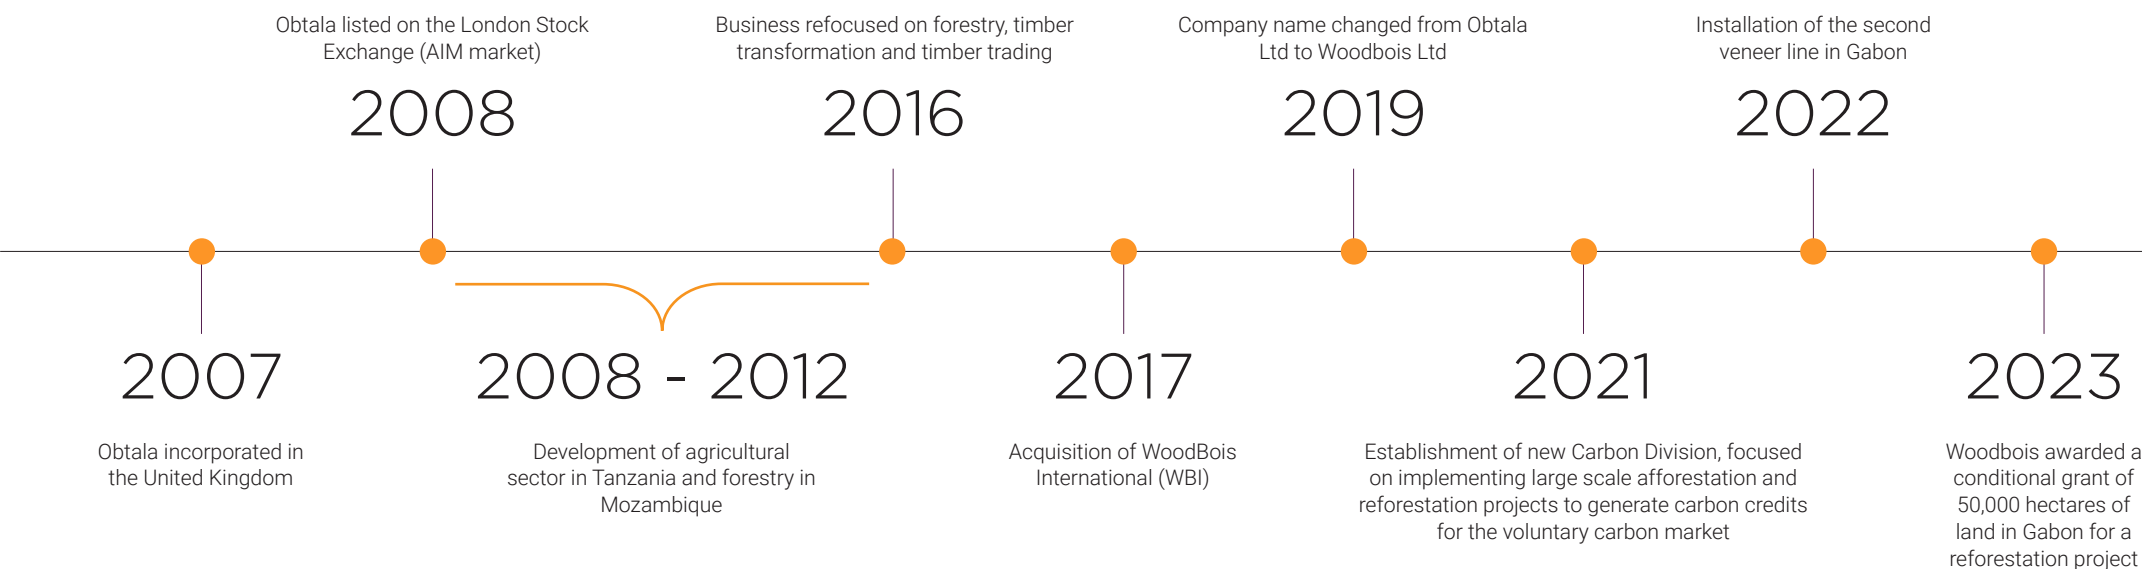 Obtala listed on the London Stock
Exchange (AIM market)
2008
Business refocused on forestry, timber
transformation and timber trading
2016
Company name changed from Obtala
Ltd to Woodbois Ltd
2019
Installation of the second
veneer line in Gabon
2022
2007
Obtala incorporated in
the United Kingdom
2008 - 2012
Development of agricultural
sector in Tanzania and forestry in
Mozambique
2017
Acquisition of WoodBois
International (WBI)
2021
Establishment of new Carbon Division, focused
on implementing large scale afforestation and
reforestation projects to generate carbon credits
for the voluntary carbon market
2023
Woodbois awarded a
conditional grant of
50,000 hectares of
land in Gabon for a
reforestation project